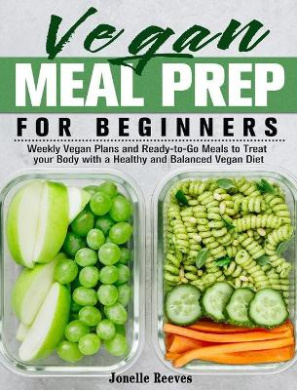 Vegan
MEAL PREP
FOR BEGINNERS
Weekly Vegan Plans and Ready-to-Go Meals to Treat
your Body with a Healthy and Balanced Vegan Diet
Jonelle Reeves